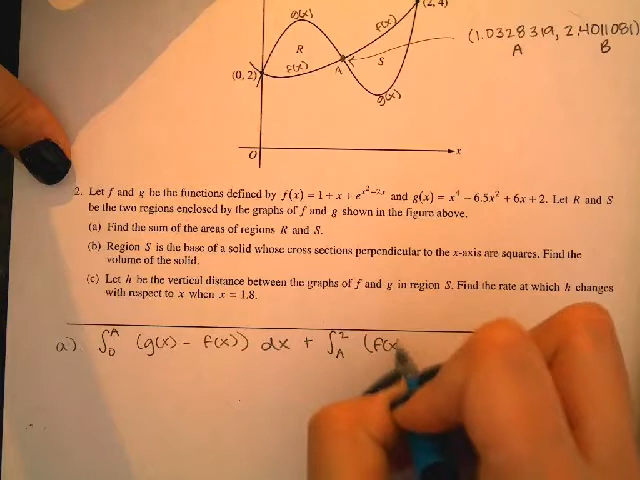 g(x)
f(x)
(2, 4)
(1.0328319, 2.4011081)
A
B
R
S
(0, 2)
f(x)
A
g(x)
O
x
2. Let f and g be the functions defined by f(x) = 1 + x + e^{x²−2x} and g(x) = x⁴ − 6.5x² + 6x + 2. Let R and S
be the two regions enclosed by the graphs of f and g shown in the figure above.
(a) Find the sum of the areas of regions R and S.
(b) Region S is the base of a solid whose cross sections perpendicular to the x-axis are squares. Find the
volume of the solid.
(c) Let h be the vertical distance between the graphs of f and g in region S. Find the rate at which h changes
with respect to x when x = 1.8.
a) ∫₀ᴬ (g(x) − f(x)) dx + ∫_A² (f(x